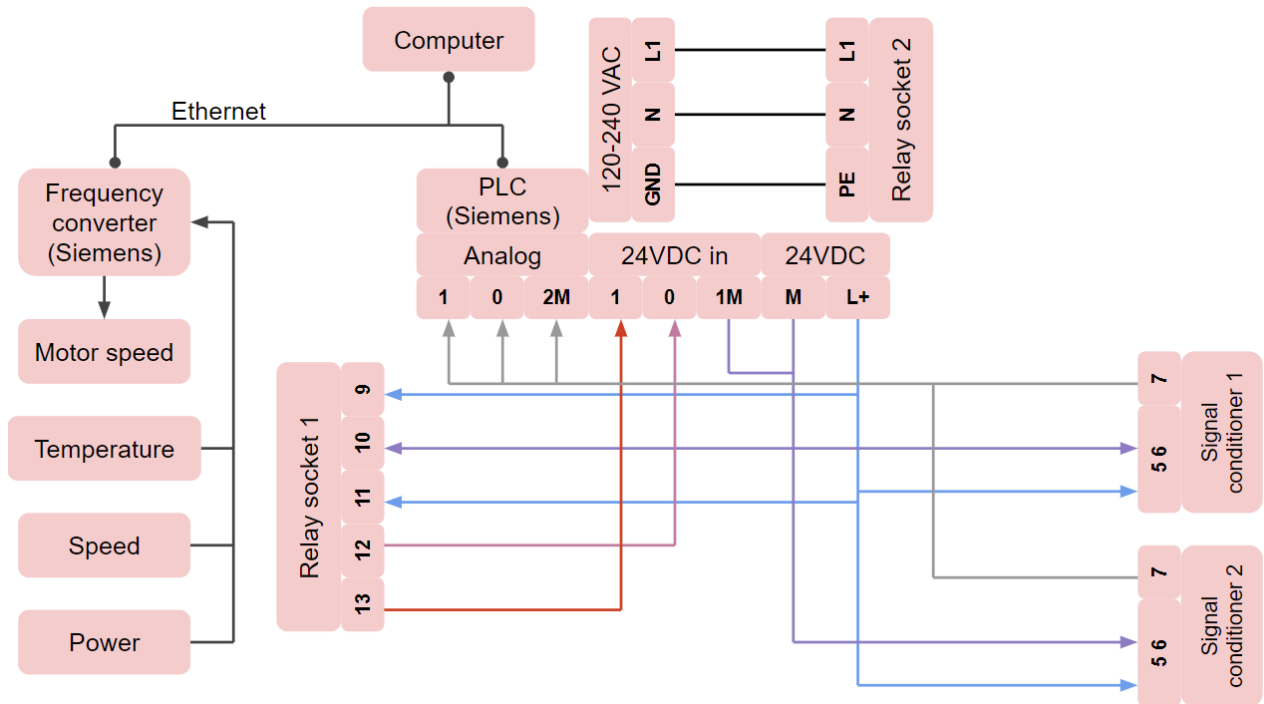 Computer
Ethernet
120-240 VAC
L1
N
GND
L1
N
PE
Relay socket 2
Frequency
converter
(Siemens)
PLC
(Siemens)
Analog
24VDC in
24VDC
1
0
2M
1
0
1M
M
L+
Motor speed
Temperature
Speed
Power
Relay socket 1
9
10
11
12
13
7
5 6
Signal
conditioner 1
7
5 6
Signal
conditioner 2